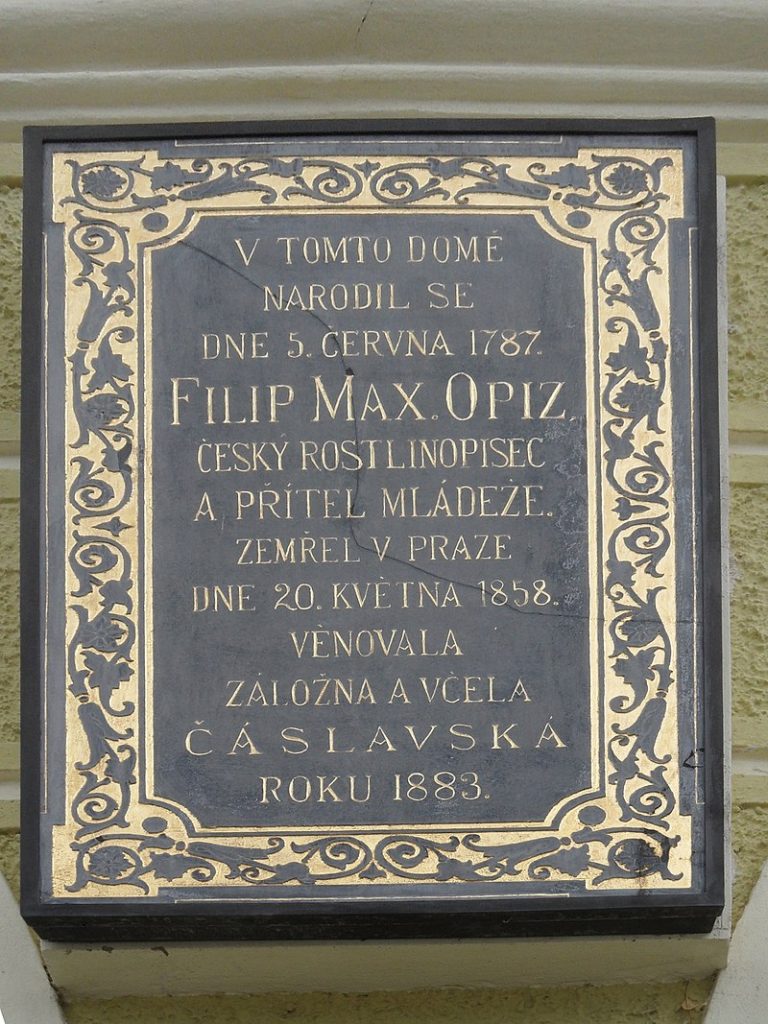 V TOMTO DOMĚ
NARODIL SE
DNE 5. ČERVNA 1787.
FILIP MAX. OPIZ,
ČESKÝ ROSTLINOPISEC
A PŘÍTEL MLÁDEŽE.
ZEMŘEL V PRAZE
DNE 20. KVĚTNA 1858.
VĚNOVALA
ZÁLOŽNA A VČELA
ČÁSLAVSKÁ
ROKU 1883.